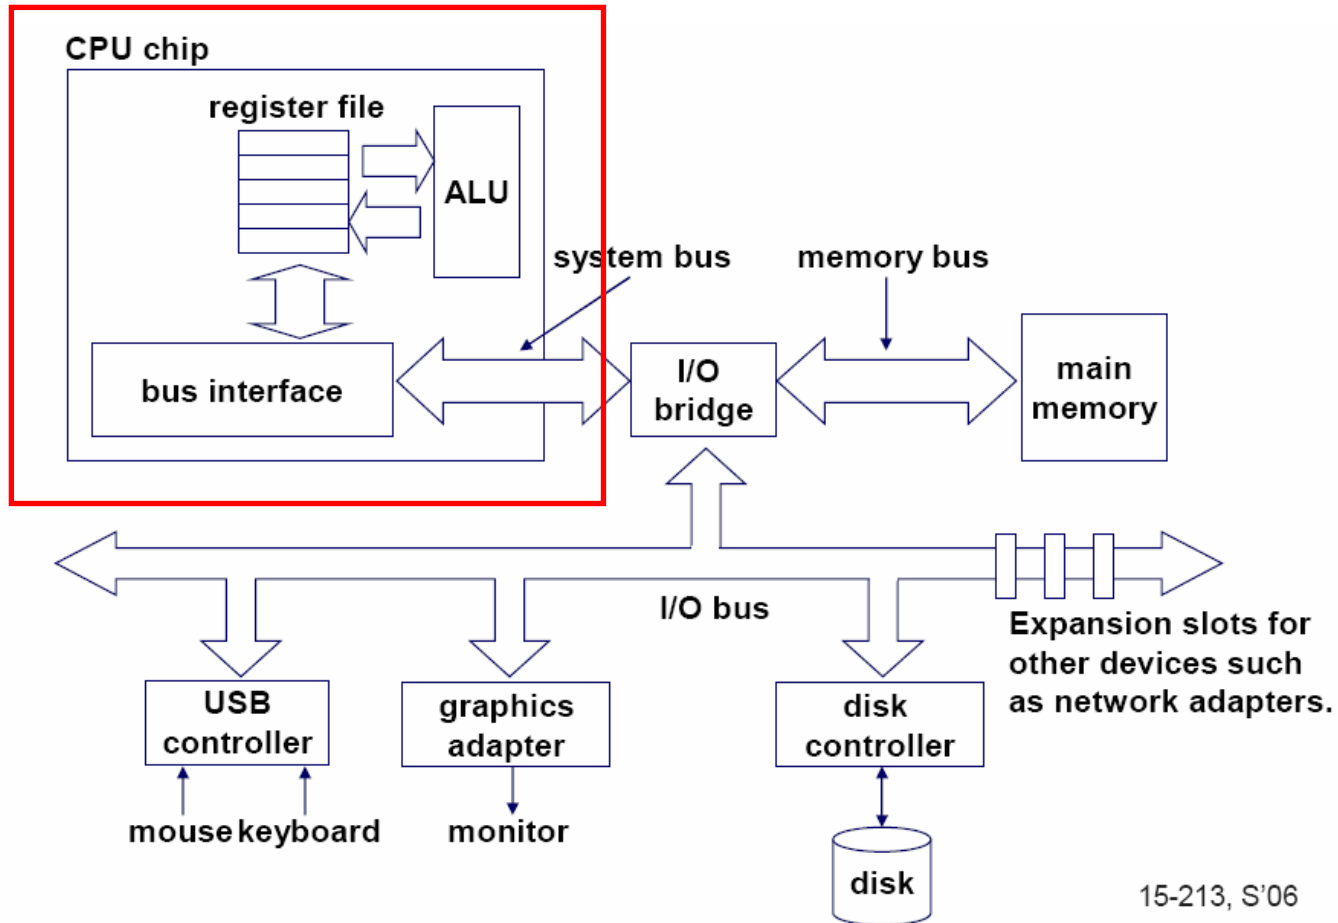 CPU chip
register file
ALU
system bus
memory bus
bus interface
I/O
bridge
main
memory
I/O bus
Expansion slots for
other devices such
as network adapters.
USB
controller
graphics
adapter
disk
controller
mouse
keyboard
monitor
disk
15-213, S’06